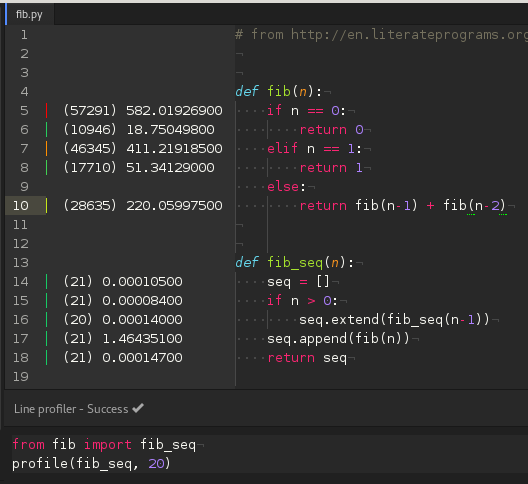 fib.py
1 # from http://en.literateprograms.org
2
3
4 def fib(n):¬
5 (57291) 582.01926900 ····if n == 0:¬
6 (10946) 18.75049800 ········return 0¬
7 (46345) 411.21918500 ····elif n == 1:¬
8 (17710) 51.34129000 ········return 1¬
9 ····else:¬
10 (28635) 220.05997500 ········return fib(n-1) + fib(n-2)¬
11 ¬
12 ¬
13 def fib_seq(n):¬
14 (21) 0.00010500 ····seq = []¬
15 (21) 0.00008400 ····if n > 0:¬
16 (20) 0.00014000 ········seq.extend(fib_seq(n-1))¬
17 (21) 1.46435100 ····seq.append(fib(n))¬
18 (21) 0.00014700 ····return seq¬
19
Line profiler - Success ✔
from fib import fib_seq¬
profile(fib_seq, 20)